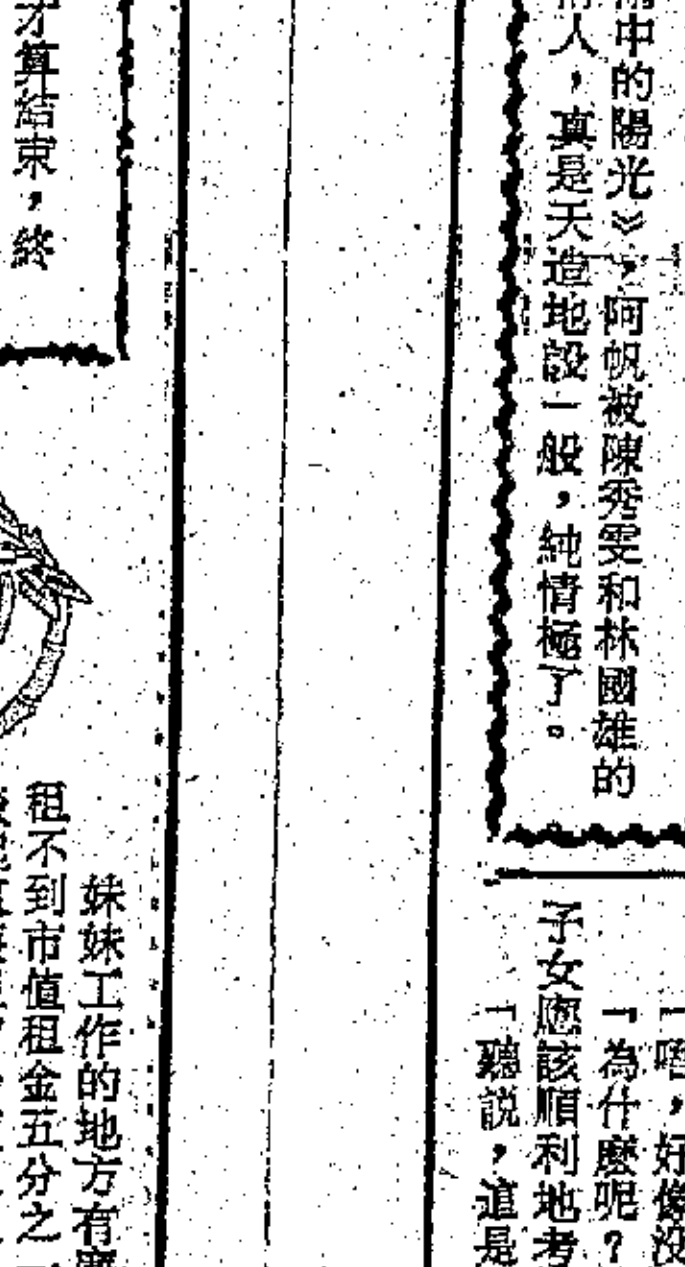 中的陽光》，阿帆被陳秀雯和林國雄的
人，真是天造地設一般，純情極了。
唔，好像沒
「為什麼呢？
子女應該順利地考
「聽説，這是
才算結束，終
妹妹工作的地方有
租不到市值租金五分之